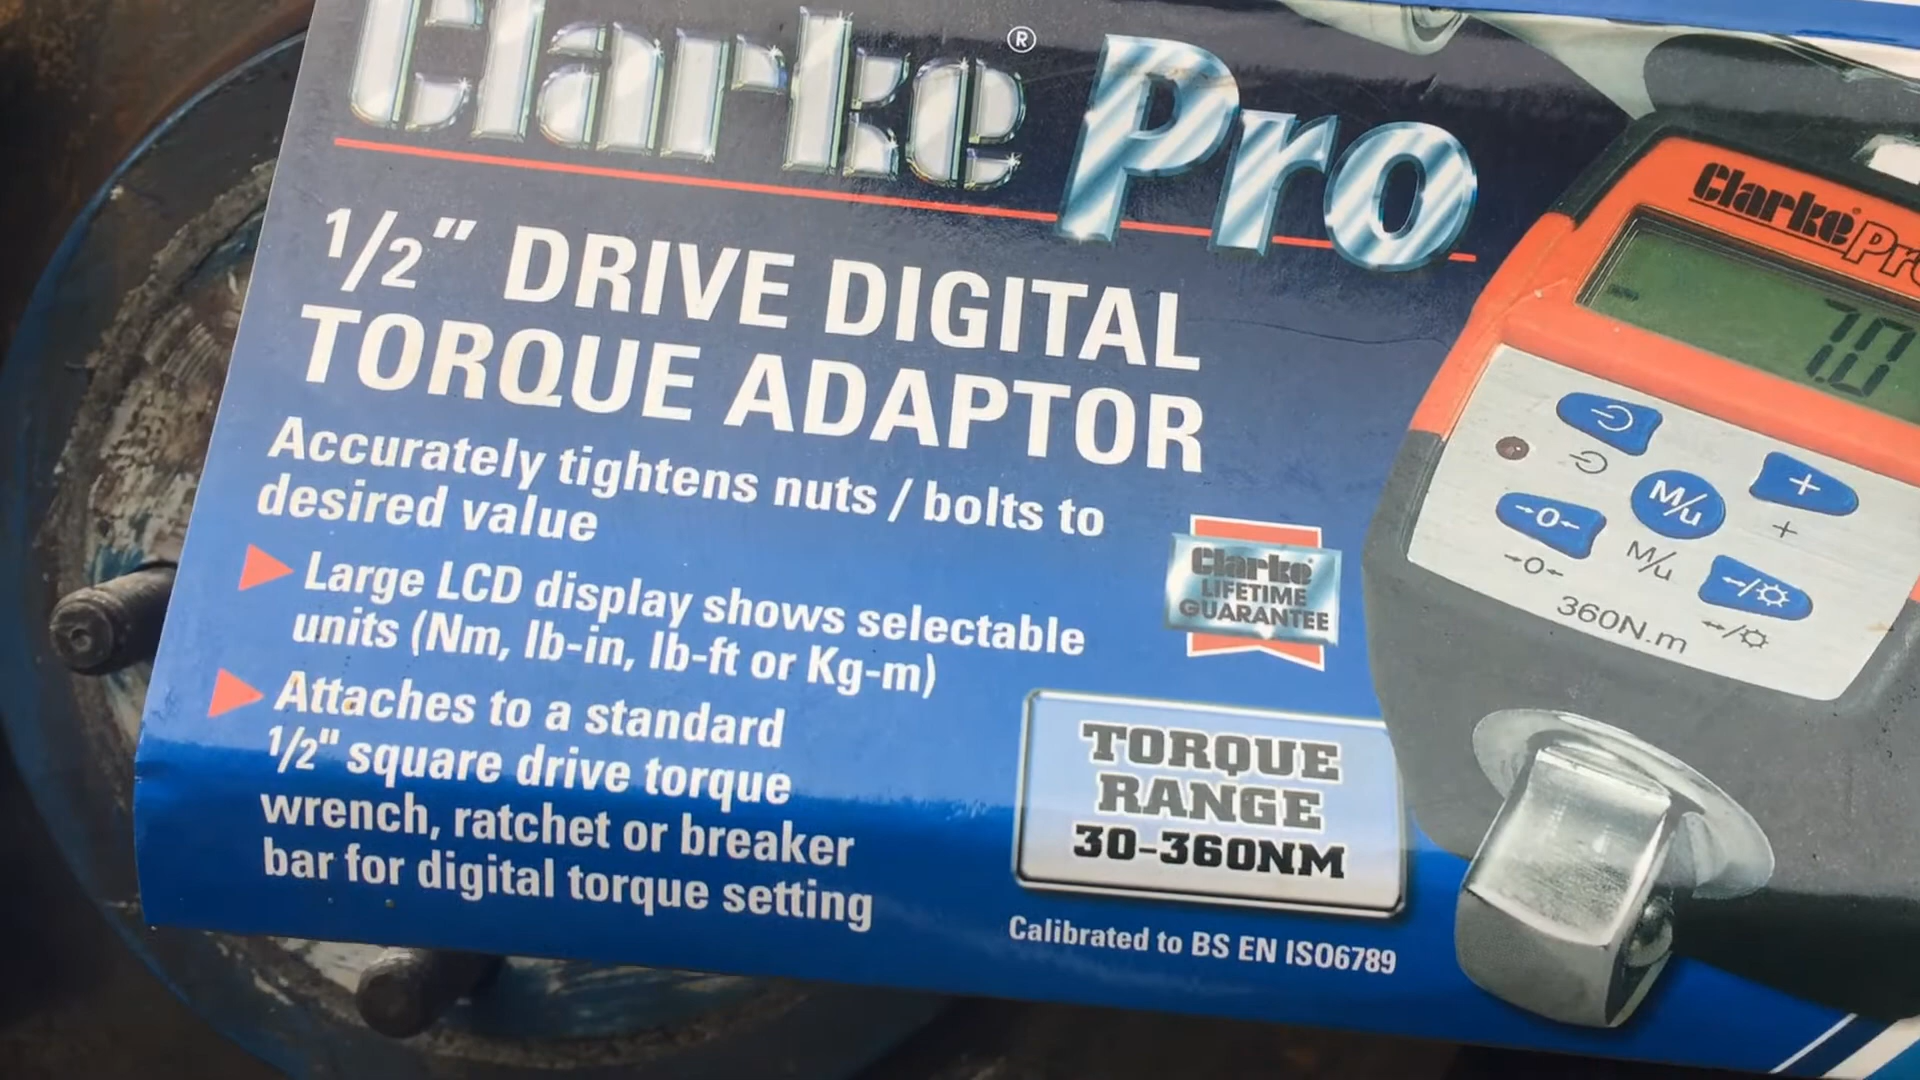 Clarke® Pro
1/2" DRIVE DIGITAL
TORQUE ADAPTOR
Accurately tightens nuts / bolts to
desired value
Large LCD display shows selectable
units (Nm, lb-in, lb-ft or Kg-m)
Attaches to a standard
1/2" square drive torque
wrench, ratchet or breaker
bar for digital torque setting
Clarke
LIFETIME
GUARANTEE
TORQUE
RANGE
30-360NM
Calibrated to BS EN ISO6789
Clarke Pro
7.0
M/u
+
→0←
+
M/u
→0←
360N.m